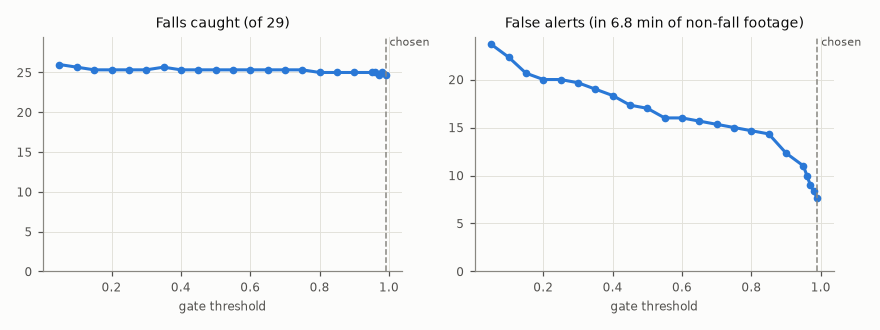 Falls caught (of 29)
chosen
25
20
15
10
5
0
0.2 0.4 0.6 0.8 1.0
gate threshold
False alerts (in 6.8 min of non-fall footage)
chosen
20
15
10
5
0
0.2 0.4 0.6 0.8 1.0
gate threshold